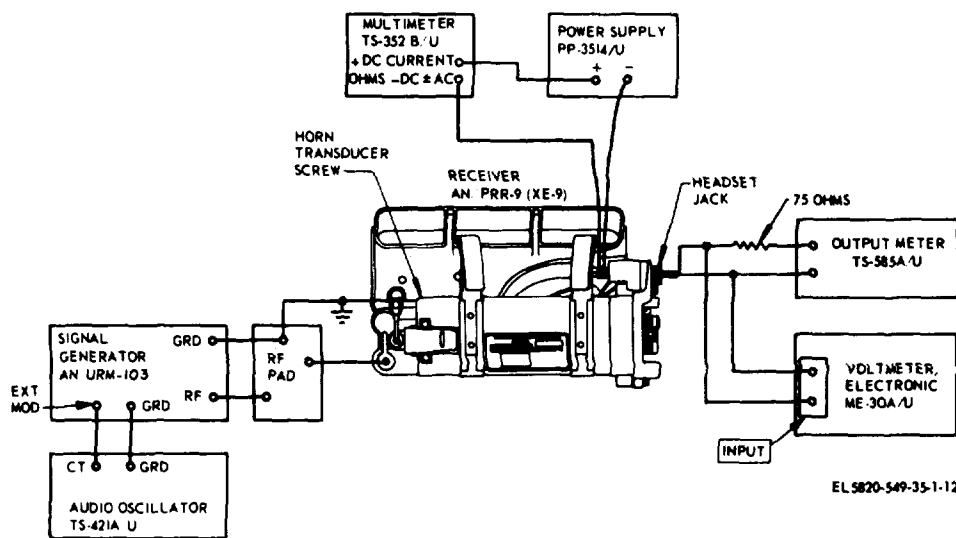 MULTIMETER
TS-352 B/U
+DC CURRENT
OHMS -DC ± AC
POWER SUPPLY
PP-3514/U
+ -
HORN
TRANSDUCER
SCREW
RECEIVER
AN PRR-9 (XE-9)
HEADSET
JACK
75 OHMS
OUTPUT METER
TS-585A/U
SIGNAL
GENERATOR
AN URM-103
GRD
RF
PAD
EXT
MOD
GRD
RF
VOLTMETER,
ELECTRONIC
ME-30A/U
INPUT
CT
GRD
AUDIO OSCILLATOR
TS-421A U
EL5820-549-35-1-12